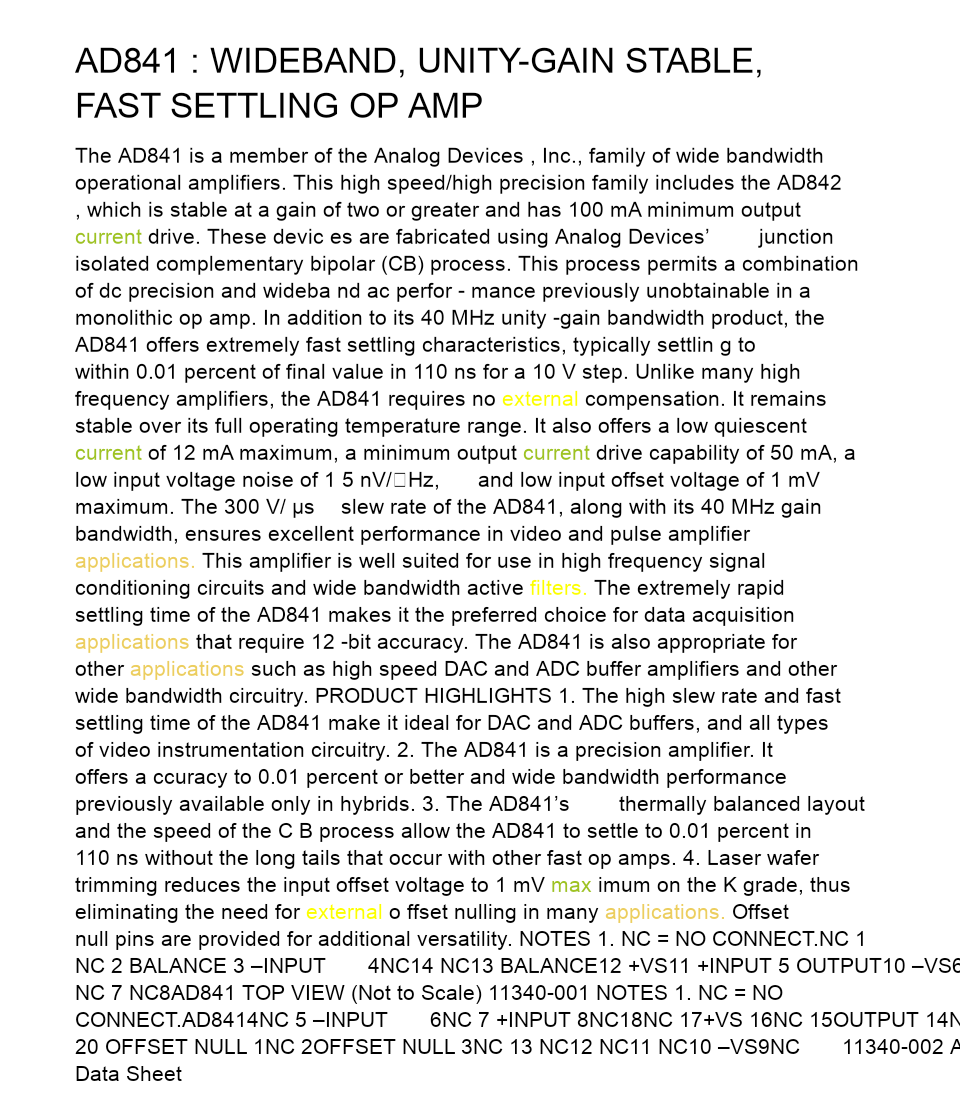 AD841 : WIDEBAND, UNITY-GAIN STABLE,
FAST SETTLING OP AMP
The AD841 is a member of the Analog Devices , Inc., family of wide bandwidth
operational amplifiers. This high speed/high precision family includes the AD842
, which is stable at a gain of two or greater and has 100 mA minimum output
current drive. These devic es are fabricated using Analog Devices’ junction
isolated complementary bipolar (CB) process. This process permits a combination
of dc precision and wideba nd ac perfor - mance previously unobtainable in a
monolithic op amp. In addition to its 40 MHz unity -gain bandwidth product, the
AD841 offers extremely fast settling characteristics, typically settlin g to
within 0.01 percent of final value in 110 ns for a 10 V step. Unlike many high
frequency amplifiers, the AD841 requires no external compensation. It remains
stable over its full operating temperature range. It also offers a low quiescent
current of 12 mA maximum, a minimum output current drive capability of 50 mA, a
low input voltage noise of 1 5 nV/□Hz, and low input offset voltage of 1 mV
maximum. The 300 V/ µs slew rate of the AD841, along with its 40 MHz gain
bandwidth, ensures excellent performance in video and pulse amplifier
applications. This amplifier is well suited for use in high frequency signal
conditioning circuits and wide bandwidth active filters. The extremely rapid
settling time of the AD841 makes it the preferred choice for data acquisition
applications that require 12 -bit accuracy. The AD841 is also appropriate for
other applications such as high speed DAC and ADC buffer amplifiers and other
wide bandwidth circuitry. PRODUCT HIGHLIGHTS 1. The high slew rate and fast
settling time of the AD841 make it ideal for DAC and ADC buffers, and all types
of video instrumentation circuitry. 2. The AD841 is a precision amplifier. It
offers a ccuracy to 0.01 percent or better and wide bandwidth performance
previously available only in hybrids. 3. The AD841’s thermally balanced layout
and the speed of the C B process allow the AD841 to settle to 0.01 percent in
110 ns without the long tails that occur with other fast op amps. 4. Laser wafer
trimming reduces the input offset voltage to 1 mV max imum on the K grade, thus
eliminating the need for external o ffset nulling in many applications. Offset
null pins are provided for additional versatility. NOTES 1. NC = NO CONNECT.NC 1
NC 2 BALANCE 3 –INPUT 4NC14 NC13 BALANCE12 +VS11 +INPUT 5 OUTPUT10 –VS6
NC 7 NC8AD841 TOP VIEW (Not to Scale) 11340-001 NOTES 1. NC = NO
CONNECT.AD8414NC 5 –INPUT 6NC 7 +INPUT 8NC18NC 17+VS 16NC 15OUTPUT 14N
20 OFFSET NULL 1NC 2OFFSET NULL 3NC 13 NC12 NC11 NC10 –VS9NC 11340-002 A
Data Sheet